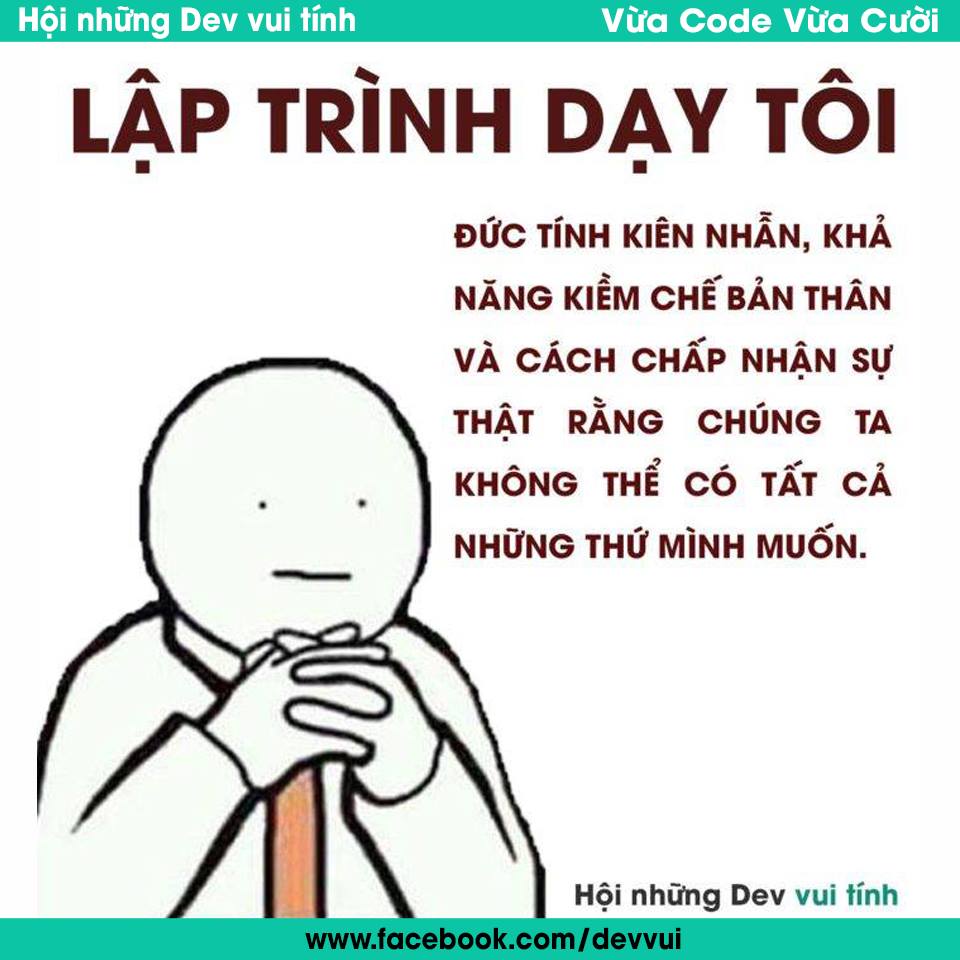 Hội những Dev vui tính
Vừa Code Vừa Cười
LẬP TRÌNH DẠY TÔI
ĐỨC TÍNH KIÊN NHẪN, KHẢ
NĂNG KIỀM CHẾ BẢN THÂN
VÀ CÁCH CHẤP NHẬN SỰ
THẬT RẰNG CHÚNG TA
KHÔNG THỂ CÓ TẤT CẢ
NHỮNG THỨ MÌNH MUỐN.
Hội những Dev vui tính
www.facebook.com/devvui